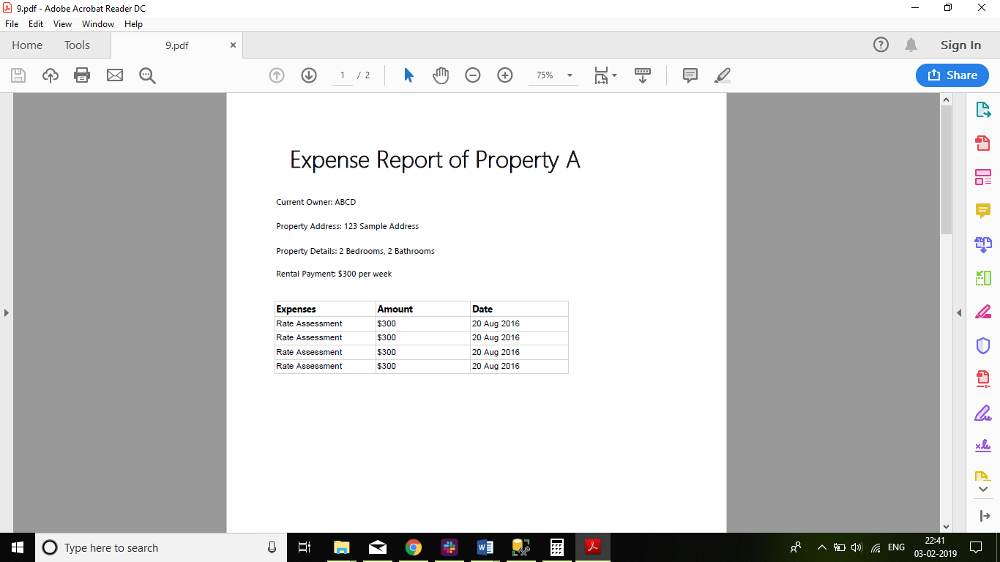 9.pdf - Adobe Acrobat Reader DC
File Edit View Window Help
Home Tools 9.pdf × Sign In
1 / 2 75% Share
Expense Report of Property A
Current Owner: ABCD
Property Address: 123 Sample Address
Property Details: 2 Bedrooms, 2 Bathrooms
Rental Payment: $300 per week
Expenses Amount Date
Rate Assessment $300 20 Aug 2016
Rate Assessment $300 20 Aug 2016
Rate Assessment $300 20 Aug 2016
Rate Assessment $300 20 Aug 2016
Type here to search ENG 22:41
03-02-2019